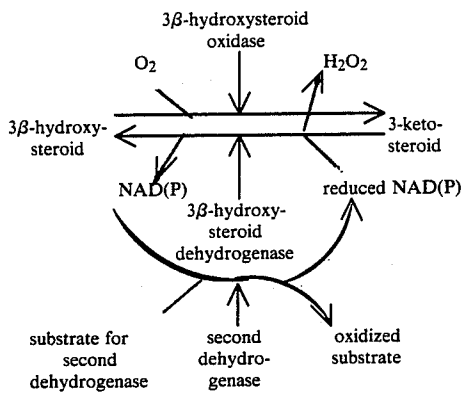 3β-hydroxysteroid
oxidase
O2
H2O2
3β-hydroxy-
steroid
3-keto-
steroid
NAD(P)
reduced NAD(P)
3β-hydroxy-
steroid
dehydrogenase
substrate for
second
dehydrogenase
second
dehydro-
genase
oxidized
substrate